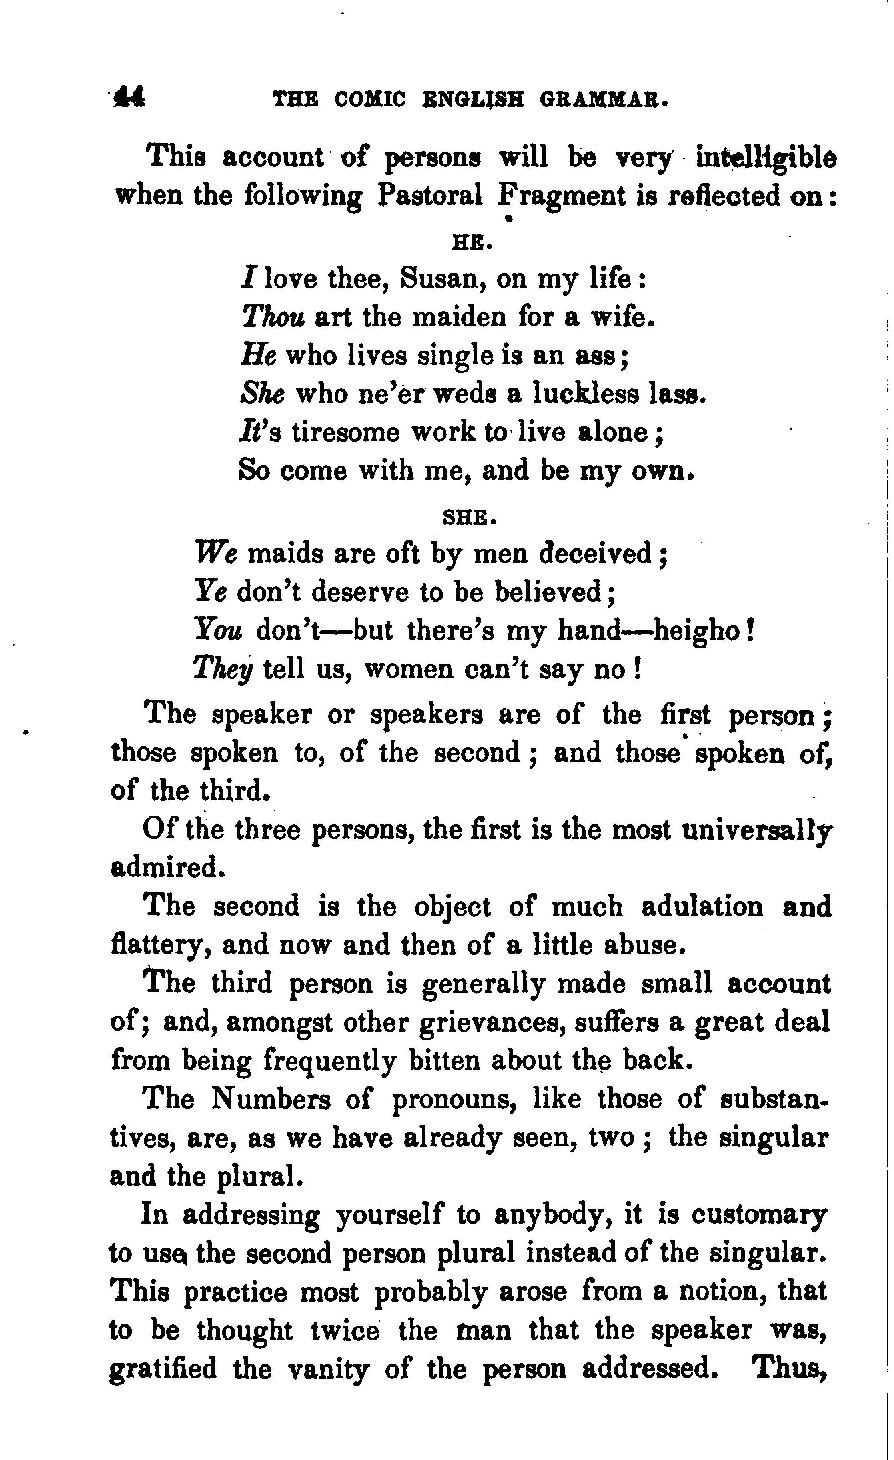 44 THE COMIC ENGLISH GRAMMAR.
This account of persons will be very intelligible
when the following Pastoral Fragment is reflected on:
HE.
I love thee, Susan, on my life:
Thou art the maiden for a wife.
He who lives single is an ass;
She who ne'er weds a luckless lass.
It's tiresome work to live alone;
So come with me, and be my own.
SHE.
We maids are oft by men deceived;
Ye don't deserve to be believed;
You don't—but there's my hand—heigho!
They tell us, women can't say no!
The speaker or speakers are of the first person;
those spoken to, of the second; and those spoken of,
of the third.
Of the three persons, the first is the most universally
admired.
The second is the object of much adulation and
flattery, and now and then of a little abuse.
The third person is generally made small account
of; and, amongst other grievances, suffers a great deal
from being frequently bitten about the back.
The Numbers of pronouns, like those of substan-
tives, are, as we have already seen, two; the singular
and the plural.
In addressing yourself to anybody, it is customary
to use the second person plural instead of the singular.
This practice most probably arose from a notion, that
to be thought twice the man that the speaker was,
gratified the vanity of the person addressed. Thus,